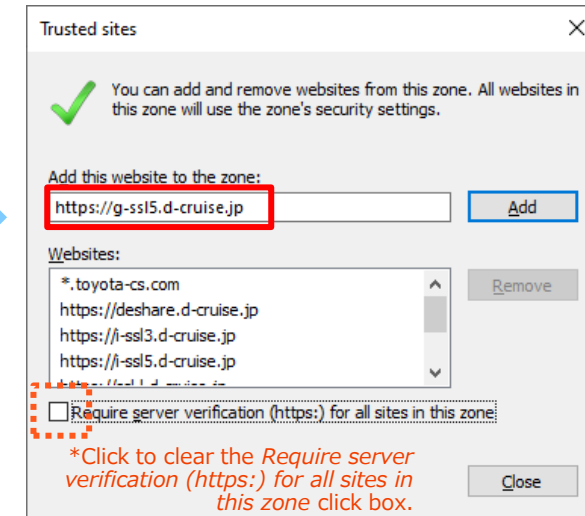 Trusted sites
You can add and remove websites from this zone. All websites in
this zone will use the zone's security settings.
Add this website to the zone:
https://g-ssl5.d-cruise.jp
Add
Websites:
*.toyota-cs.com
Remove
https://deshare.d-cruise.jp
https://i-ssl3.d-cruise.jp
https://i-ssl5.d-cruise.jp
Require server verification (https:) for all sites in this zone
*Click to clear the Require server
verification (https:) for all sites in
this zone click box.
Close